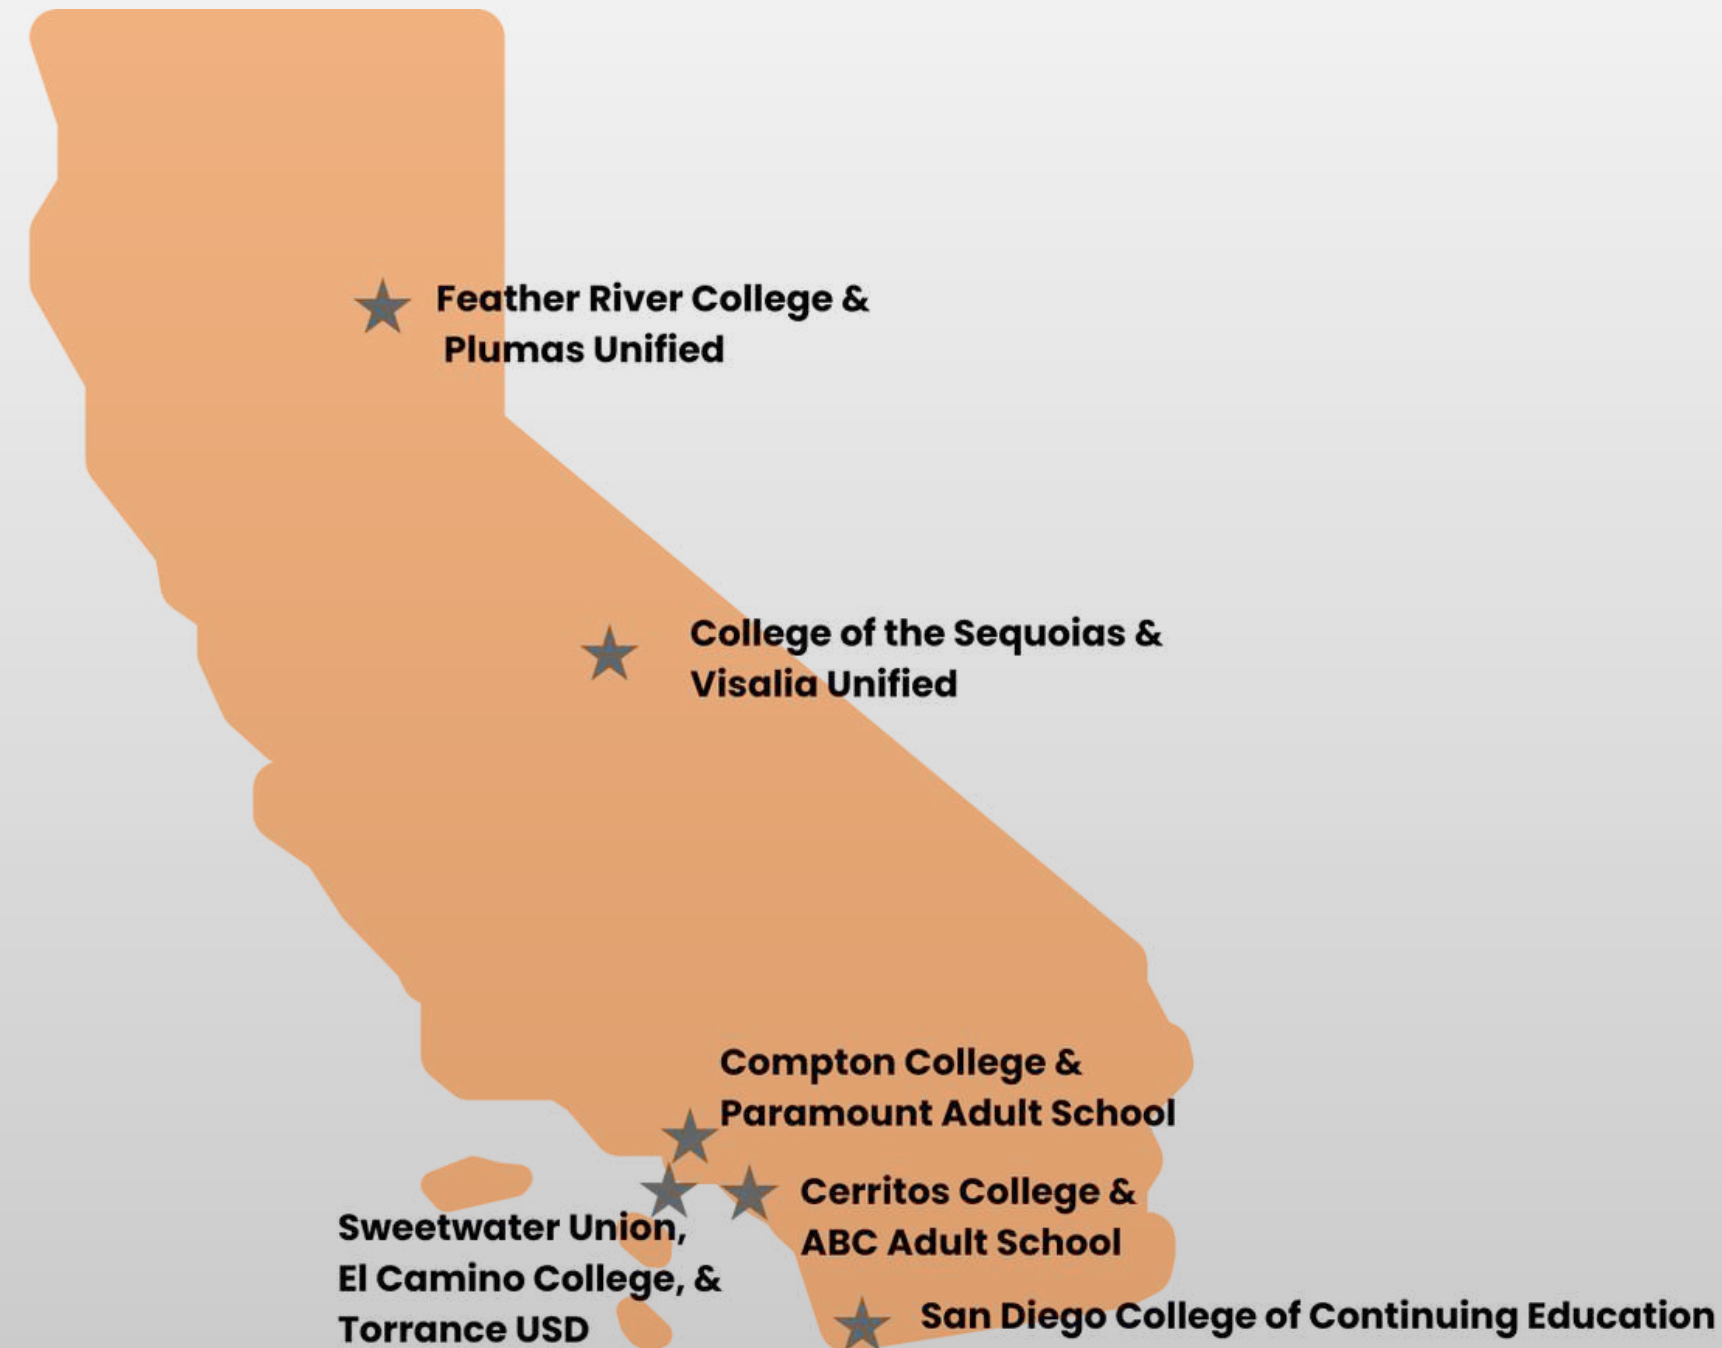 Feather River College &
Plumas Unified
College of the Sequoias &
Visalia Unified
Compton College &
Paramount Adult School
Cerritos College &
ABC Adult School
Sweetwater Union,
El Camino College, &
Torrance USD
San Diego College of Continuing Education